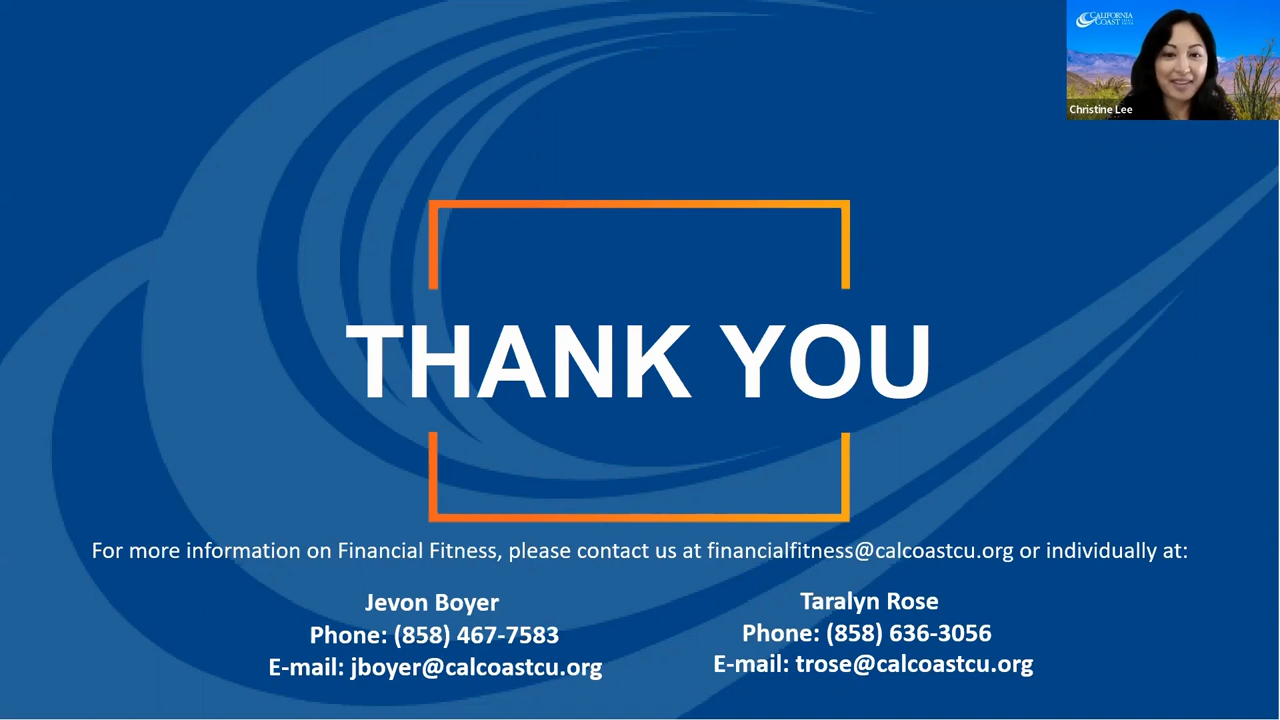 CALIFORNIA
COAST
Christine Lee
THANK YOU
For more information on Financial Fitness, please contact us at financialfitness@calcoastcu.org or individually at:
Jevon Boyer
Phone: (858) 467-7583
E-mail: jboyer@calcoastcu.org
Taralyn Rose
Phone: (858) 636-3056
E-mail: trose@calcoastcu.org